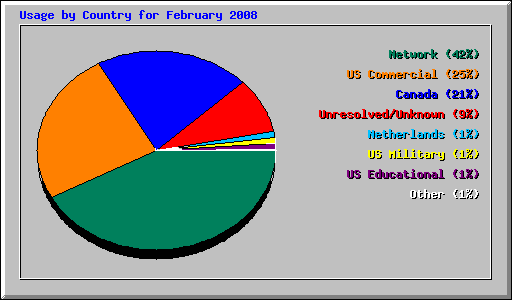 Usage by Country for February 2008
Network (42%)
US Commercial (25%)
Canada (21%)
Unresolved/Unknown (9%)
Netherlands (1%)
US Military (1%)
US Educational (1%)
Other (1%)